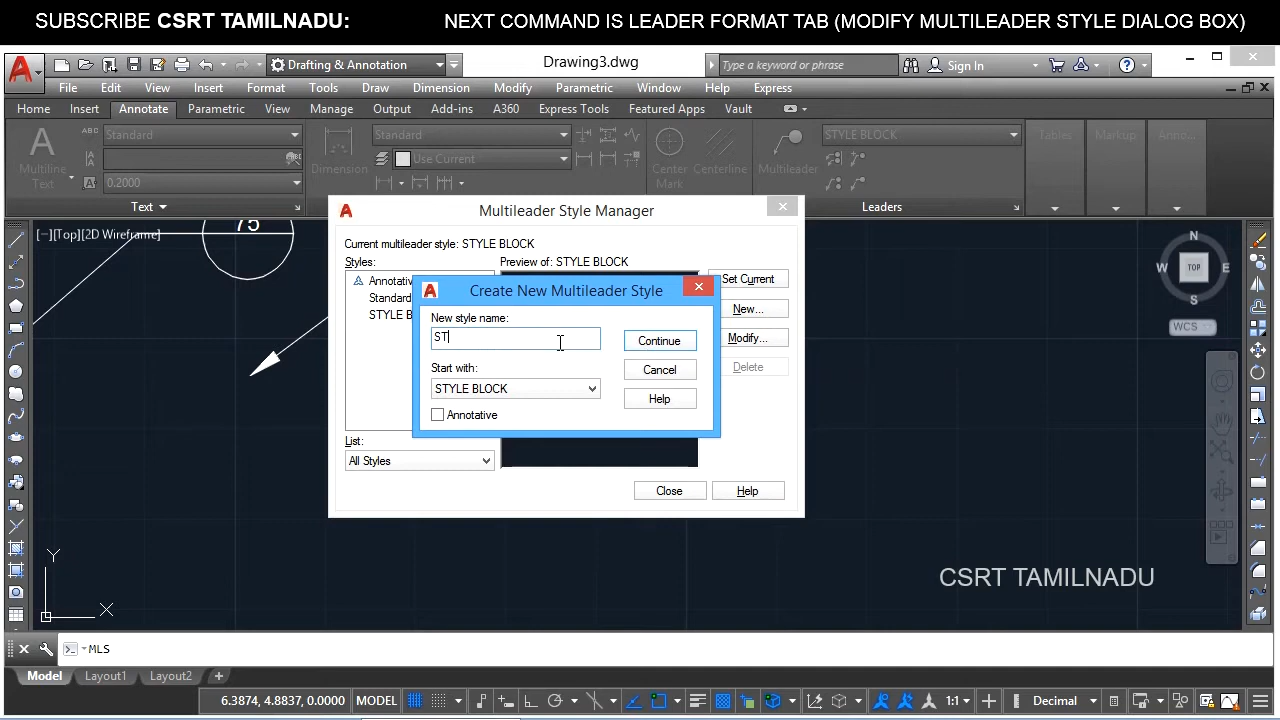 SUBSCRIBE CSRT TAMILNADU: NEXT COMMAND IS LEADER FORMAT TAB (MODIFY MULTILEADER STYLE DIALOG BOX)
Drafting & Annotation Drawing3.dwg Type a keyword or phrase Sign In
File Edit View Insert Format Tools Draw Dimension Modify Parametric Window Help Express
Home Insert Annotate Parametric View Manage Output Add-ins A360 Express Tools Featured Apps Vault
Standard Standard STYLE BLOCK
Use Current
Multiline Text Dimension Center Mark Centerline Multileader Tables Markup
0.2000
Text Leaders
Multileader Style Manager
75
[−][Top][2D Wireframe]
N
W TOP E
S
WCS
Current multileader style: STYLE BLOCK
Styles: Preview of: STYLE BLOCK
Annotativ Set Current
Standard
STYLE B New...
Modify...
Delete
Create New Multileader Style
New style name:
ST
Continue
Start with: Cancel
STYLE BLOCK
Help
Annotative
List:
All Styles
Close Help
Y
X
CSRT TAMILNADU
MLS
Model Layout1 Layout2 +
6.3874, 4.8837, 0.0000 MODEL 1:1 Decimal